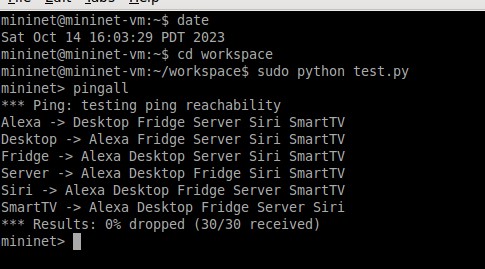 mininet@mininet-vm:~$ date
Sat Oct 14 16:03:29 PDT 2023
mininet@mininet-vm:~$ cd workspace
mininet@mininet-vm:~/workspace$ sudo python test.py
mininet> pingall
*** Ping: testing ping reachability
Alexa -> Desktop Fridge Server Siri SmartTV
Desktop -> Alexa Fridge Server Siri SmartTV
Fridge -> Alexa Desktop Server Siri SmartTV
Server -> Alexa Desktop Fridge Siri SmartTV
Siri -> Alexa Desktop Fridge Server SmartTV
SmartTV -> Alexa Desktop Fridge Server Siri
*** Results: 0% dropped (30/30 received)
mininet>